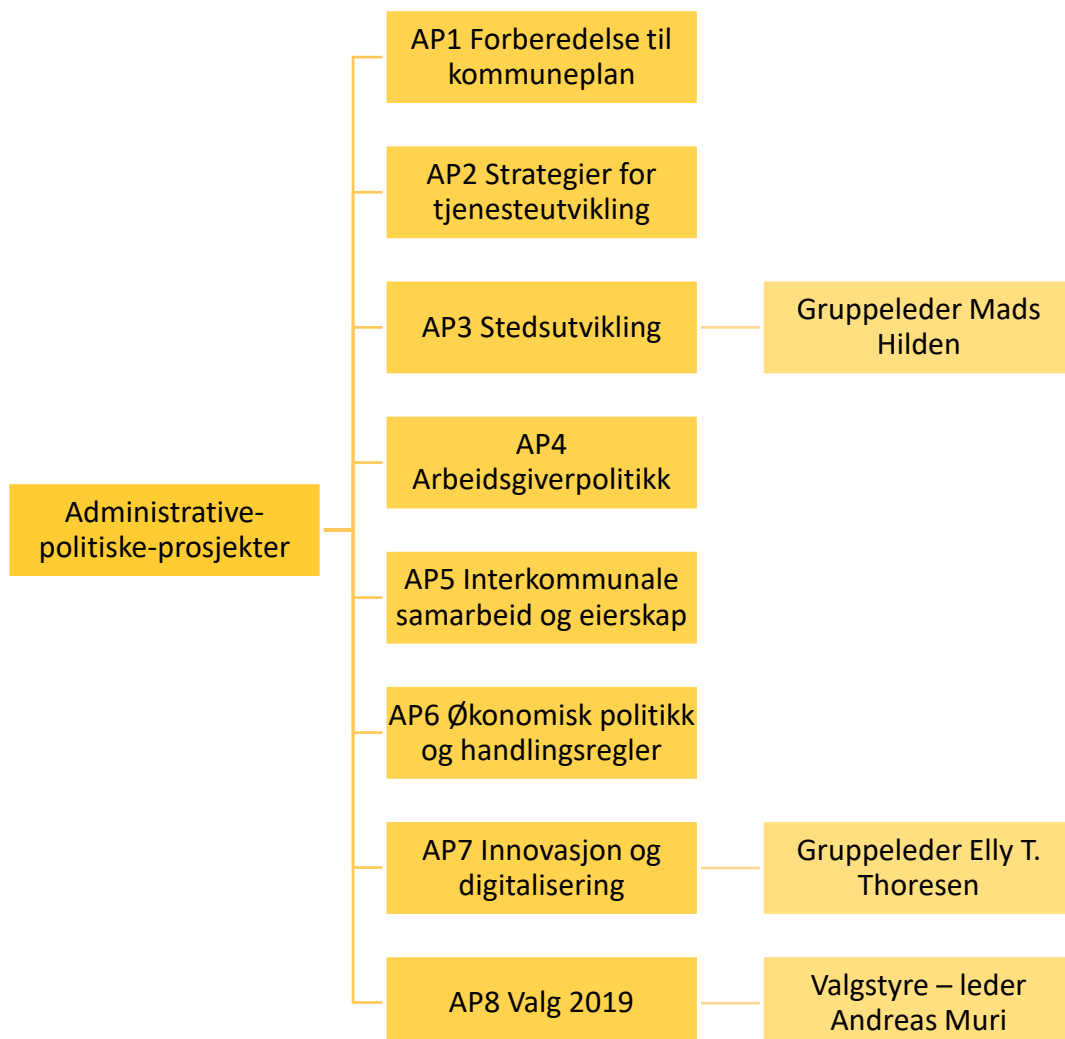 AP1 Forberedelse til
kommuneplan
AP2 Strategier for
tjenesteutvikling
AP3 Stedsutvikling
Gruppeleder Mads
Hilden
AP4
Arbeidsgiverpolitikk
Administrative-
politiske-prosjekter
AP5 Interkommunale
samarbeid og eierskap
AP6 Økonomisk politikk
og handlingsregler
AP7 Innovasjon og
digitalisering
Gruppeleder Elly T.
Thoresen
AP8 Valg 2019
Valgstyre – leder
Andreas Muri